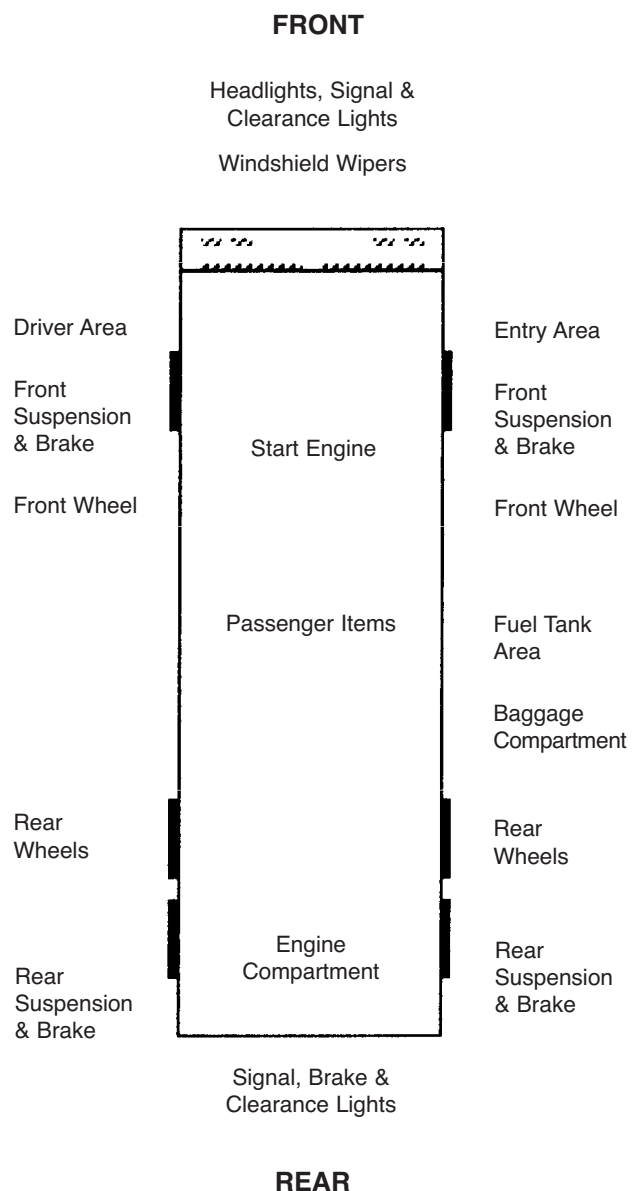 FRONT
Headlights, Signal &
Clearance Lights
Windshield Wipers
Driver Area
Front
Suspension
& Brake
Front Wheel
Rear
Wheels
Rear
Suspension
& Brake
Start Engine
Passenger Items
Engine
Compartment
Entry Area
Front
Suspension
& Brake
Front Wheel
Fuel Tank
Area
Baggage
Compartment
Rear
Wheels
Rear
Suspension
& Brake
Signal, Brake &
Clearance Lights
REAR